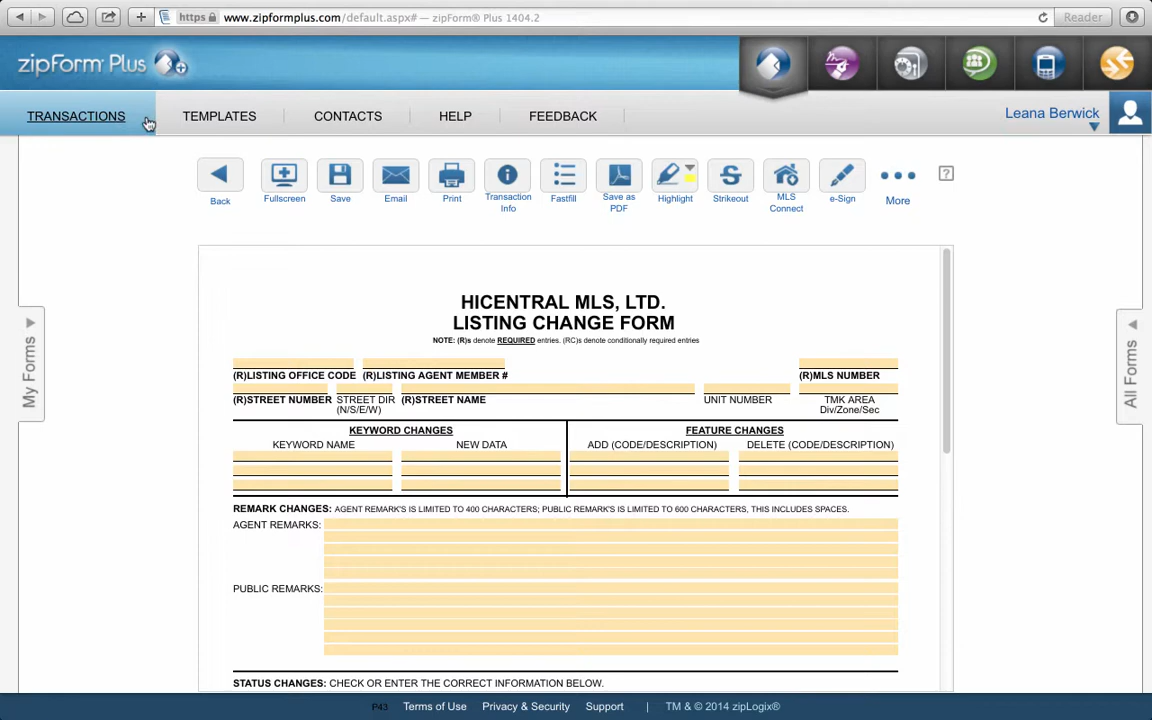 https www.zipformplus.com/default.aspx# — zipForm® Plus 1404.2 Reader
zipForm® Plus
TRANSACTIONS TEMPLATES CONTACTS HELP FEEDBACK Leana Berwick
Back Fullscreen Save Email Print Transaction Info Fastfill Save as PDF Highlight Strikeout MLS Connect e-Sign More ?
My Forms
All Forms
HICENTRAL MLS, LTD.
LISTING CHANGE FORM
NOTE: (R)s denote REQUIRED entries. (RC)s denote conditionally required entries
(R)LISTING OFFICE CODE (R)LISTING AGENT MEMBER # (R)MLS NUMBER
(R)STREET NUMBER STREET DIR (R)STREET NAME UNIT NUMBER TMK AREA
(N/S/E/W) Div/Zone/Sec
KEYWORD CHANGES FEATURE CHANGES
KEYWORD NAME NEW DATA ADD (CODE/DESCRIPTION) DELETE (CODE/DESCRIPTION)
REMARK CHANGES: AGENT REMARK'S IS LIMITED TO 400 CHARACTERS; PUBLIC REMARK'S IS LIMITED TO 600 CHARACTERS, THIS INCLUDES SPACES.
AGENT REMARKS:
PUBLIC REMARKS:
STATUS CHANGES: CHECK OR ENTER THE CORRECT INFORMATION BELOW.
P43 Terms of Use Privacy & Security Support | TM & © 2014 zipLogix®